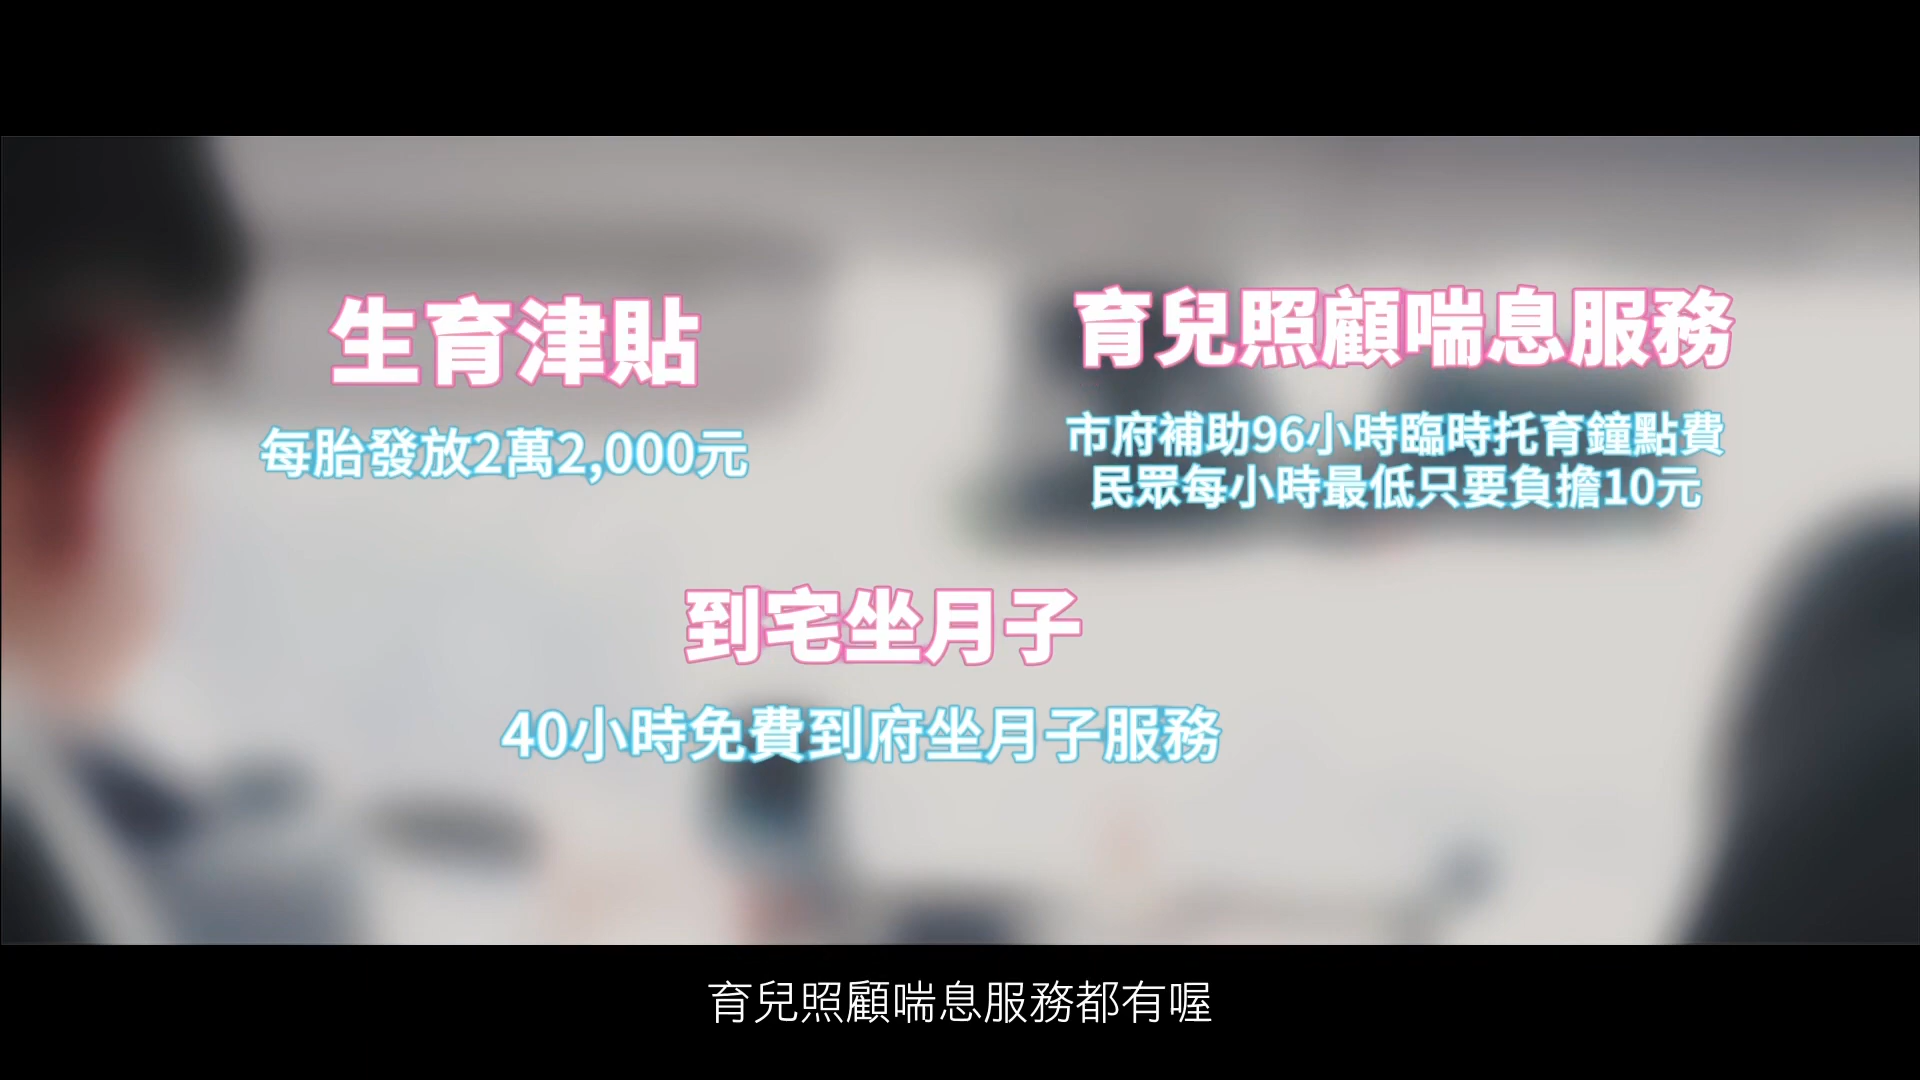 生育津貼
每胎發放2萬2,000元
育兒照顧喘息服務
市府補助96小時臨時托育鐘點費
民眾每小時最低只要負擔10元
到宅坐月子
40小時免費到府坐月子服務
育兒照顧喘息服務都有喔